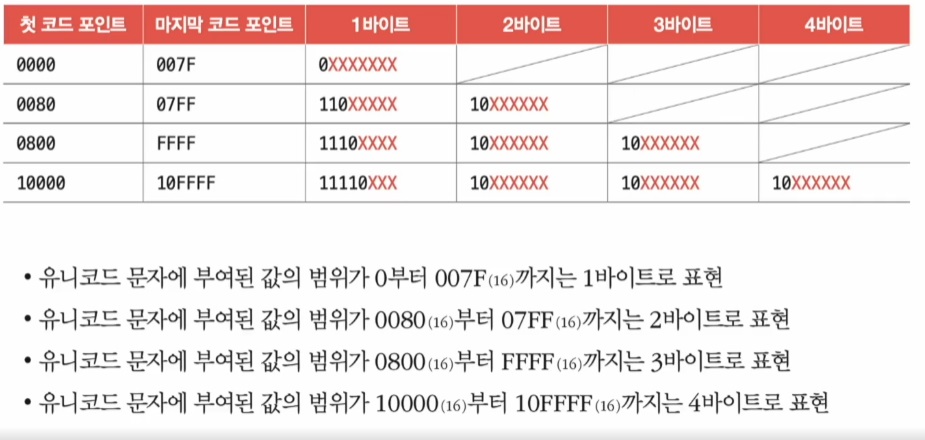 첫 코드 포인트 마지막 코드 포인트 1바이트 2바이트 3바이트 4바이트
0000 007F 0XXXXXXX
0080 07FF 110XXXXX 10XXXXXX
0800 FFFF 1110XXXX 10XXXXXX 10XXXXXX
10000 10FFFF 11110XXX 10XXXXXX 10XXXXXX 10XXXXXX
• 유니코드 문자에 부여된 값의 범위가 0부터 007F(16)까지는 1바이트로 표현
• 유니코드 문자에 부여된 값의 범위가 0080(16)부터 07FF(16)까지는 2바이트로 표현
• 유니코드 문자에 부여된 값의 범위가 0800(16)부터 FFFF(16)까지는 3바이트로 표현
• 유니코드 문자에 부여된 값의 범위가 10000(16)부터 10FFFF(16)까지는 4바이트로 표현